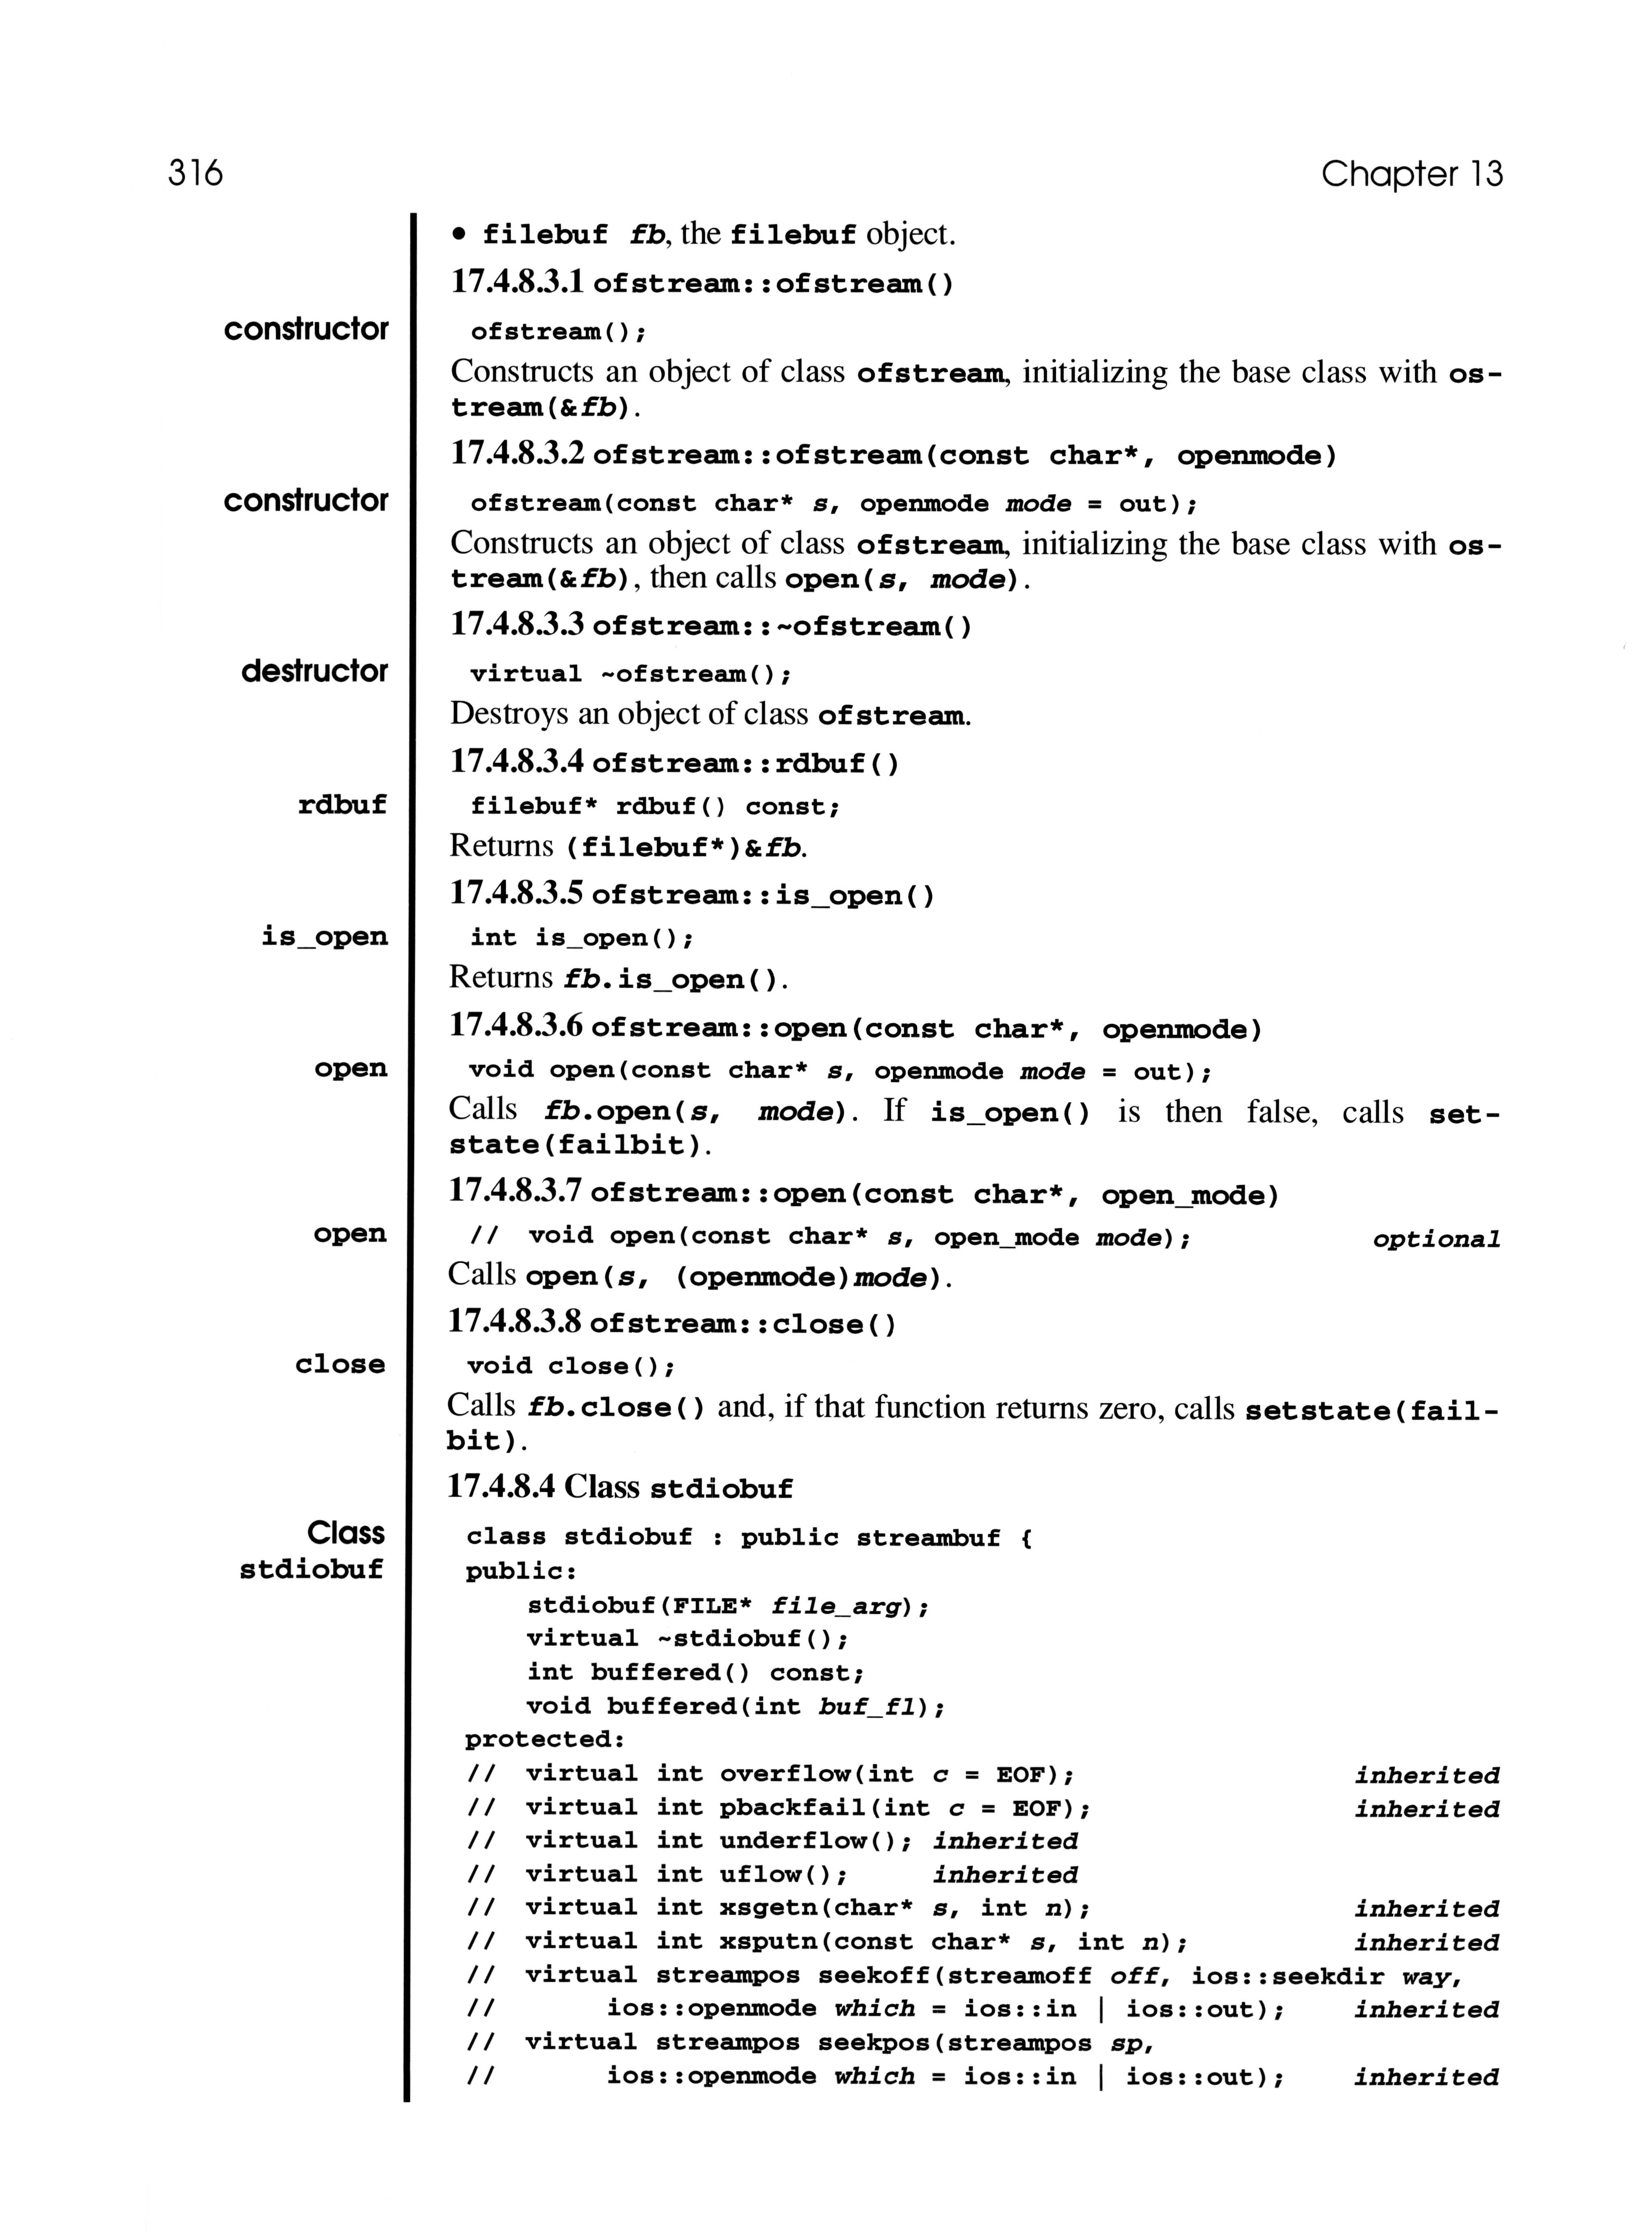 316
Chapter 13
• filebuf fb, the filebuf object.
17.4.8.3.1 ofstream::ofstream()
constructor
ofstream();
Constructs an object of class ofstream, initializing the base class with os-
tream(&fb).
17.4.8.3.2 ofstream::ofstream(const char*, openmode)
constructor
ofstream(const char* s, openmode mode = out);
Constructs an object of class ofstream, initializing the base class with os-
tream(&fb), then calls open(s, mode).
17.4.8.3.3 ofstream::~ofstream()
destructor
virtual ~ofstream();
Destroys an object of class ofstream.
17.4.8.3.4 ofstream::rdbuf()
rdbuf
filebuf* rdbuf() const;
Returns (filebuf*)&fb.
17.4.8.3.5 ofstream::is_open()
is_open
int is_open();
Returns fb.is_open().
17.4.8.3.6 ofstream::open(const char*, openmode)
open
void open(const char* s, openmode mode = out);
Calls fb.open(s, mode). If is_open() is then false, calls set-
state(failbit).
17.4.8.3.7 ofstream::open(const char*, open_mode)
open
// void open(const char* s, open_mode mode); optional
Calls open(s, (openmode)mode).
17.4.8.3.8 ofstream::close()
close
void close();
Calls fb.close() and, if that function returns zero, calls setstate(fail-
bit).
17.4.8.4 Class stdiobuf
Class
stdiobuf
class stdiobuf : public streambuf {
public:
stdiobuf(FILE* file_arg);
virtual ~stdiobuf();
int buffered() const;
void buffered(int buf_fl);
protected:
// virtual int overflow(int c = EOF); inherited
// virtual int pbackfail(int c = EOF); inherited
// virtual int underflow(); inherited
// virtual int uflow(); inherited
// virtual int xsgetn(char* s, int n); inherited
// virtual int xsputn(const char* s, int n); inherited
// virtual streampos seekoff(streamoff off, ios::seekdir way,
// ios::openmode which = ios::in | ios::out); inherited
// virtual streampos seekpos(streampos sp,
// ios::openmode which = ios::in | ios::out); inherited